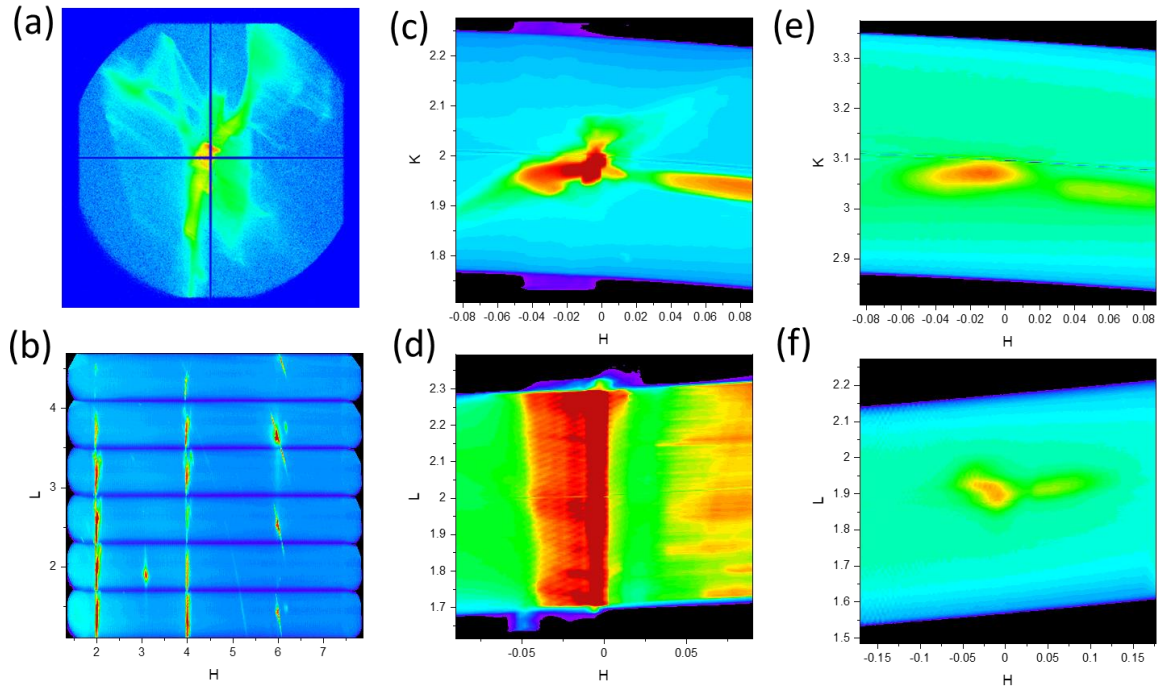 (a)
(c)
2.2
2.1
2
1.9
1.8
K
-0.08 -0.06 -0.04 -0.02 0 0.02 0.04 0.06 0.08
H
(e)
3.3
3.2
3.1
3
2.9
K
-0.08 -0.06 -0.04 -0.02 0 0.02 0.04 0.06 0.08
H
(b)
4
3
2
L
2 3 4 5 6 7
H
(d)
2.3
2.2
2.1
2
1.9
1.8
1.7
L
-0.05 0 0.05
H
(f)
2.2
2.1
2
1.9
1.8
1.7
1.6
1.5
L
-0.15 -0.1 -0.05 0 0.05 0.1 0.15
H